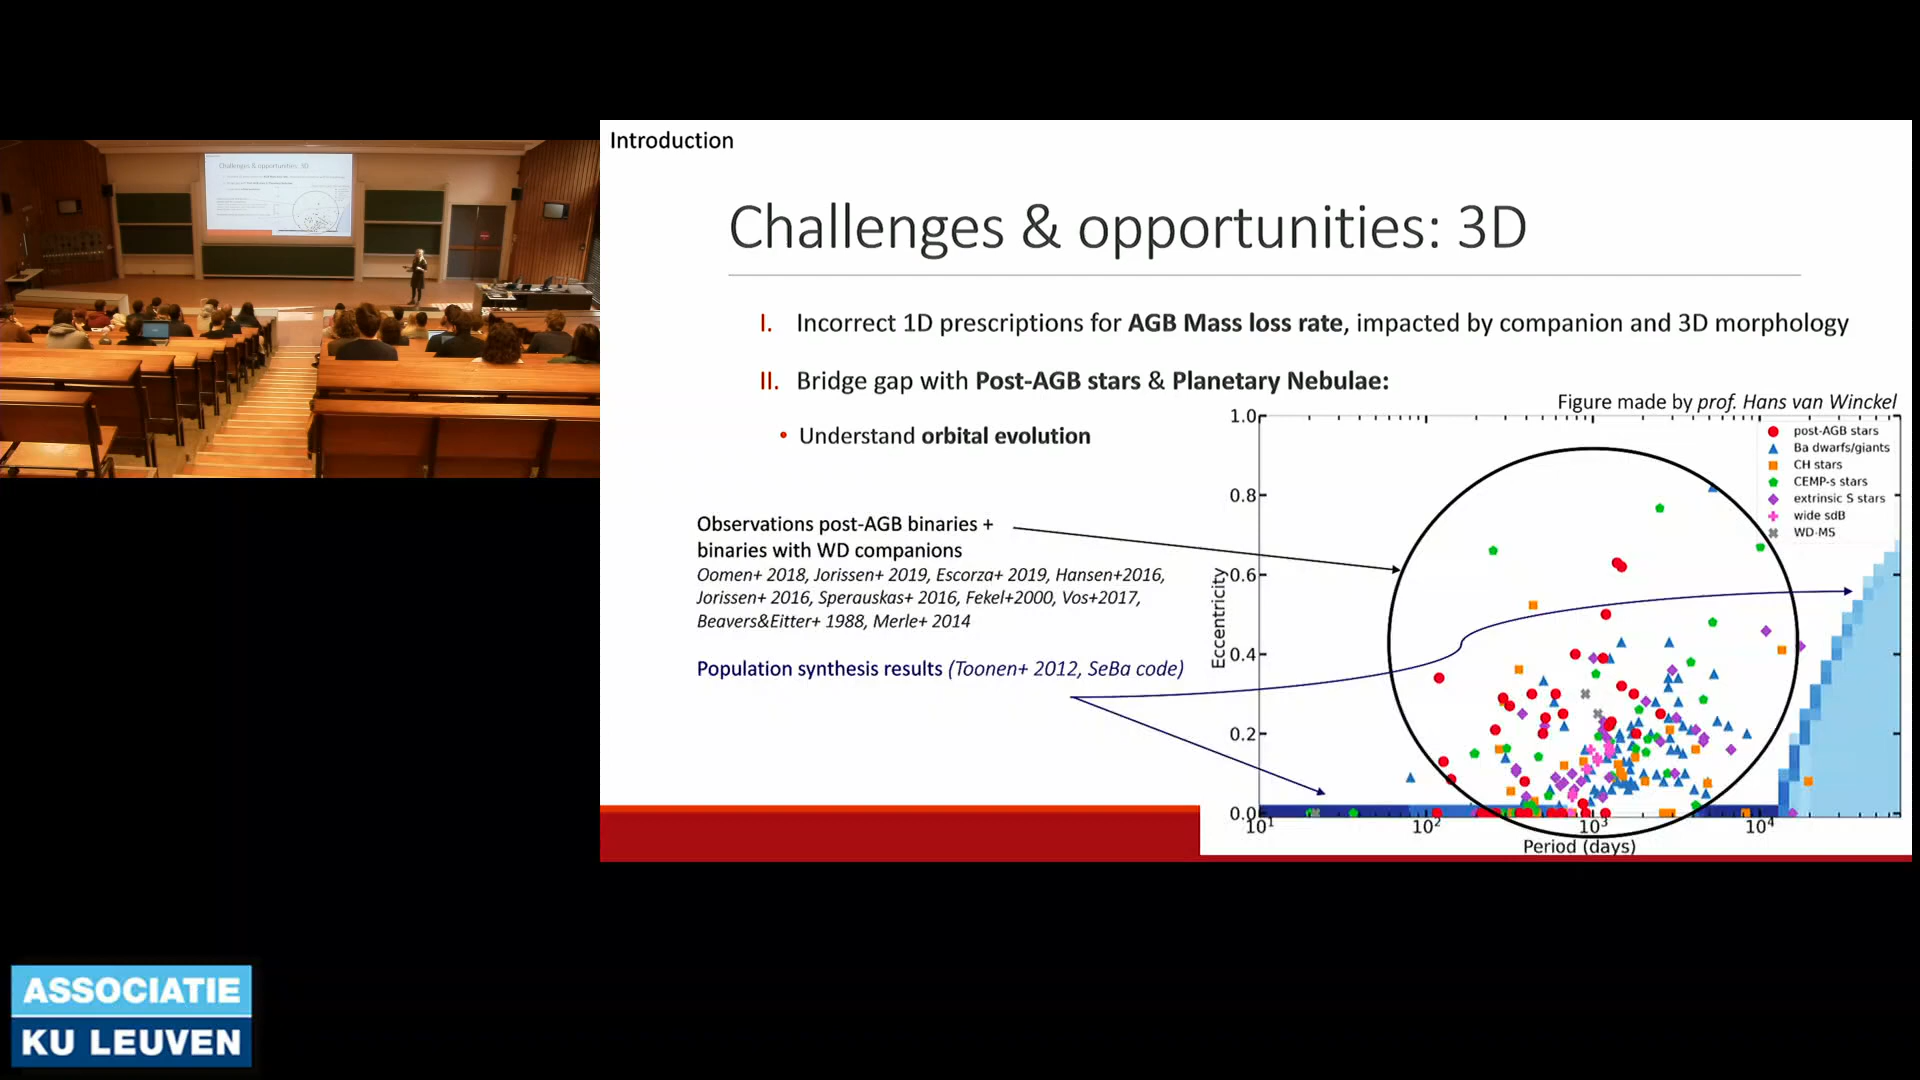 Introduction
Challenges & opportunities: 3D
I. Incorrect 1D prescriptions for AGB Mass loss rate, impacted by companion and 3D morphology
II. Bridge gap with Post-AGB stars & Planetary Nebulae:
• Understand orbital evolution
Figure made by prof. Hans van Winckel
Observations post-AGB binaries +
binaries with WD companions
Oomen+ 2018, Jorissen+ 2019, Escorza+ 2019, Hansen+2016,
Jorissen+ 2016, Sperauskas+ 2016, Fekel+2000, Vos+2017,
Beavers&Eitter+ 1988, Merle+ 2014
Population synthesis results (Toonen+ 2012, SeBa code)
1.0
0.8
0.6
0.4
0.2
0.0
Eccentricity
10¹ 10² 10³ 10⁴
Period (days)
post-AGB stars
Ba dwarfs/giants
CH stars
CEMP-s stars
extrinsic S stars
wide sdB
WD-MS
Challenges & opportunities: 3D
ASSOCIATIE
KU LEUVEN